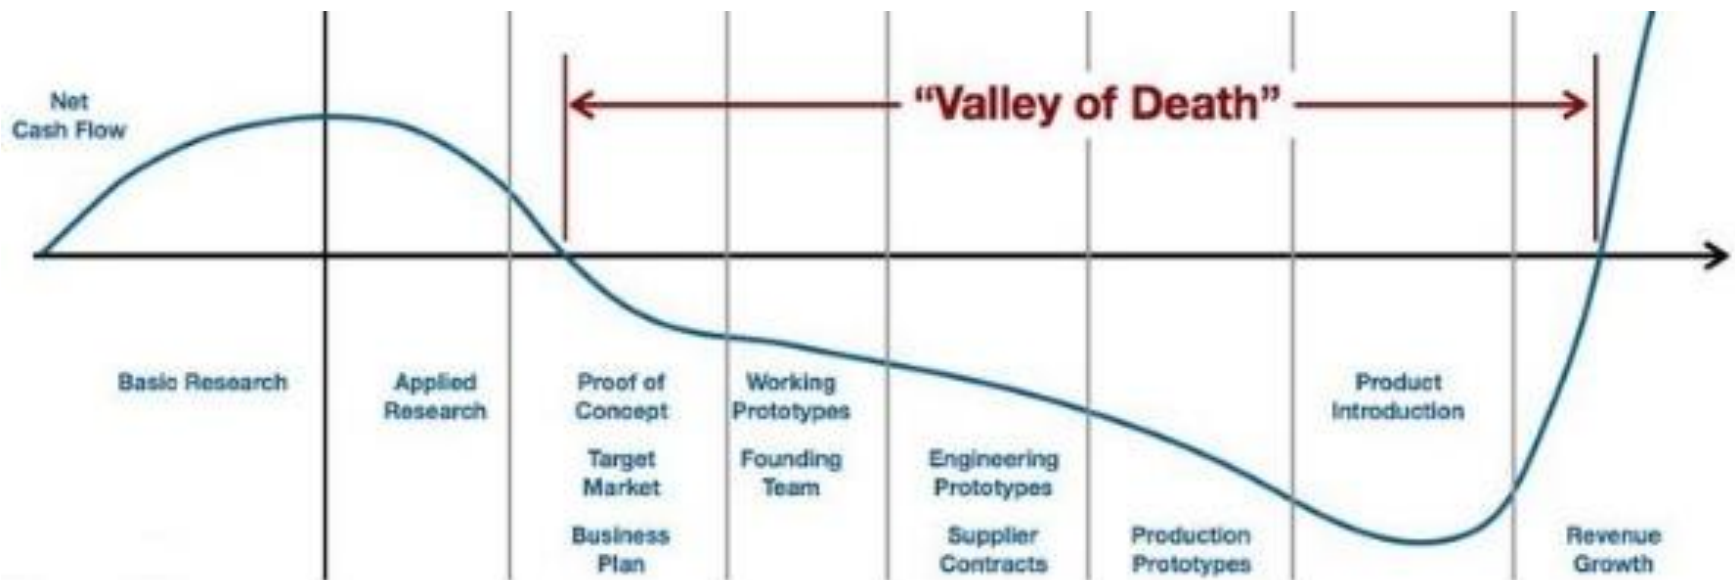 Net
Cash Flow
“Valley of Death”
Basic Research
Applied
Research
Proof of
Concept
Target
Market
Business
Plan
Working
Prototypes
Founding
Team
Engineering
Prototypes
Supplier
Contracts
Production
Prototypes
Product
Introduction
Revenue
Growth